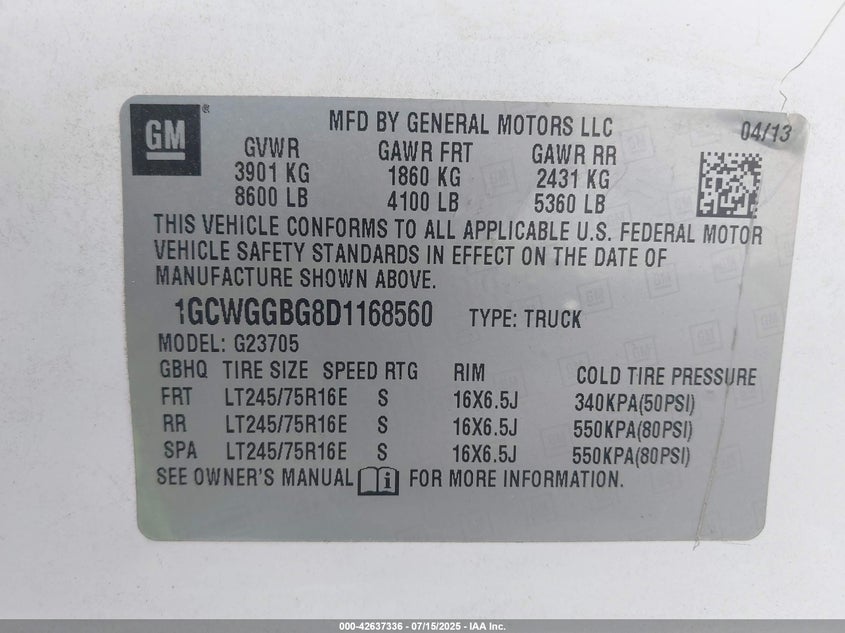 GM
®
MFD BY GENERAL MOTORS LLC
04/13
GVWR GAWR FRT GAWR RR
3901 KG 1860 KG 2431 KG
8600 LB 4100 LB 5360 LB
THIS VEHICLE CONFORMS TO ALL APPLICABLE U.S. FEDERAL MOTOR
VEHICLE SAFETY STANDARDS IN EFFECT ON THE DATE OF
MANUFACTURE SHOWN ABOVE.
1GCWGGBG8D1168560 TYPE: TRUCK
MODEL: G23705
GBHQ TIRE SIZE SPEED RTG RIM COLD TIRE PRESSURE
FRT LT245/75R16E S 16X6.5J 340KPA(50PSI)
RR LT245/75R16E S 16X6.5J 550KPA(80PSI)
SPA LT245/75R16E S 16X6.5J 550KPA(80PSI)
SEE OWNER'S MANUAL i FOR MORE INFORMATION.
000-42637336 - 07/15/2025 - IAA Inc.